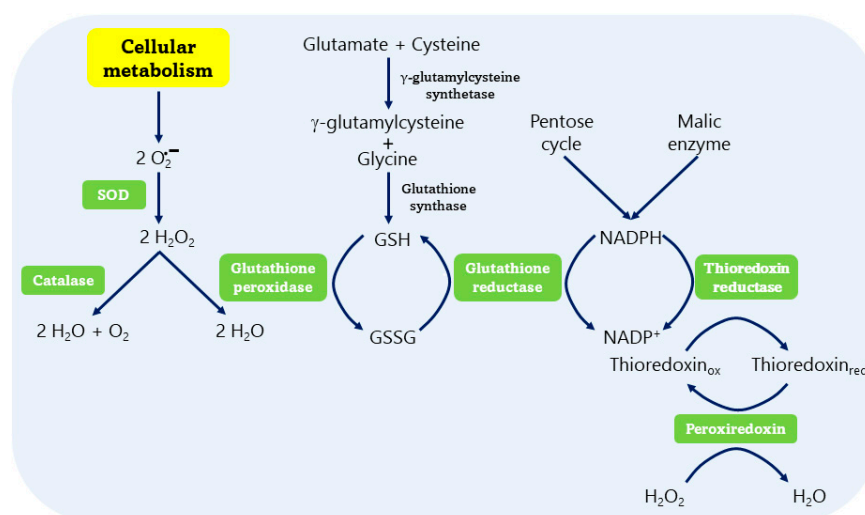 Cellular
metabolism
2 O₂•−
SOD
2 H₂O₂
Catalase
2 H₂O + O₂
2 H₂O
Glutamate + Cysteine
γ-glutamylcysteine
synthetase
γ-glutamylcysteine
+
Glycine
Glutathione
synthase
GSH
Glutathione
peroxidase
GSSG
Glutathione
reductase
Pentose
cycle
Malic
enzyme
NADPH
Thioredoxin
reductase
NADP⁺
Thioredoxinₒₓ
Thioredoxin_red
Peroxiredoxin
H₂O₂
H₂O